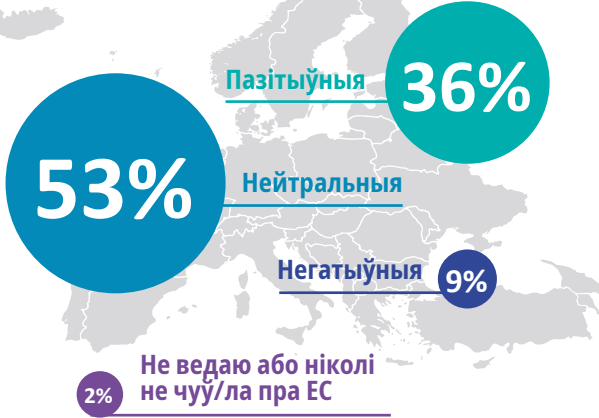 Пазітыўныя 36%
53% Нейтральныя
Негатыўныя 9%
Не ведаю або ніколі
2% не чуў/ла пра ЕС